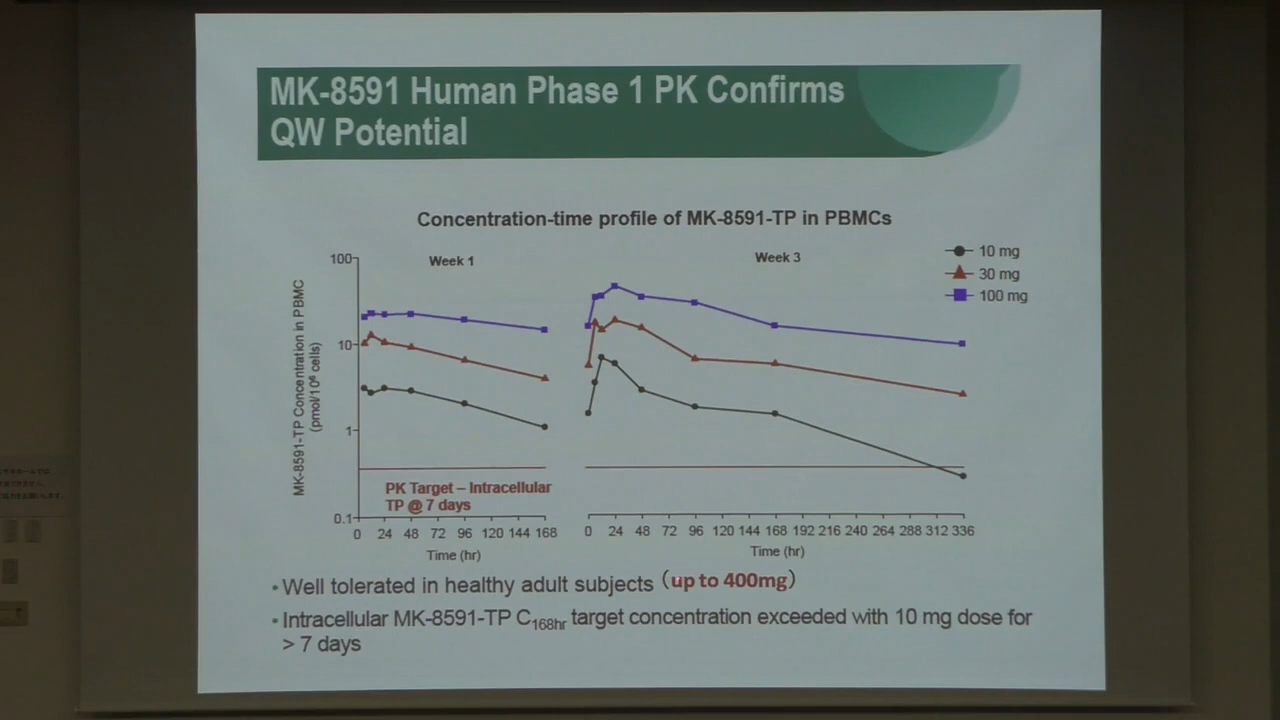 MK-8591 Human Phase 1 PK Confirms
QW Potential
Concentration-time profile of MK-8591-TP in PBMCs
Week 1
Week 3
10 mg
30 mg
100 mg
MK-8591-TP Concentration in PBMC
(pmol/10⁶ cells)
100
10
1
0.1
PK Target – Intracellular
TP @ 7 days
0 24 48 72 96 120 144 168
Time (hr)
0 24 48 72 96 120 144 168 192 216 240 264 288 312 336
Time (hr)
•Well tolerated in healthy adult subjects (up to 400mg)
•Intracellular MK-8591-TP C168hr target concentration exceeded with 10 mg dose for
> 7 days